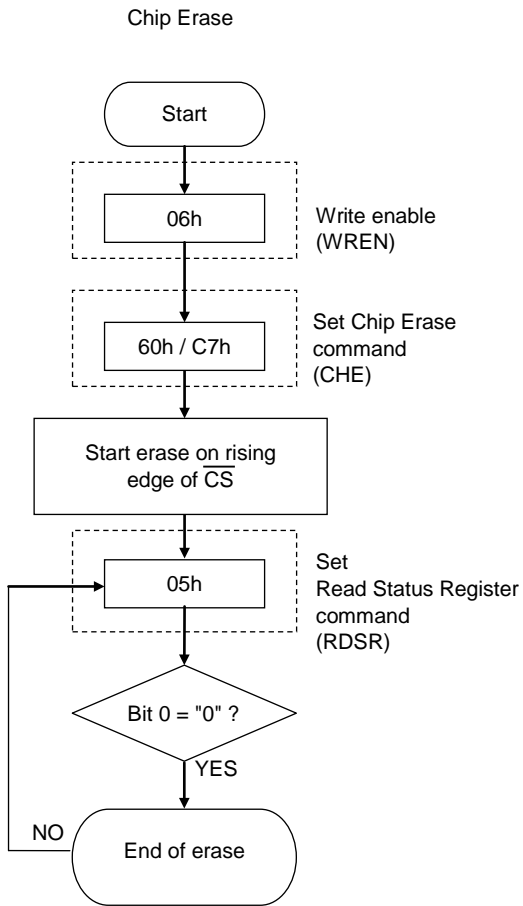 Chip Erase
Start
06h
Write enable
(WREN)
60h / C7h
Set Chip Erase
command
(CHE)
Start erase on rising
edge of C̅S̅
05h
Set
Read Status Register
command
(RDSR)
Bit 0 = "0" ?
YES
NO
End of erase